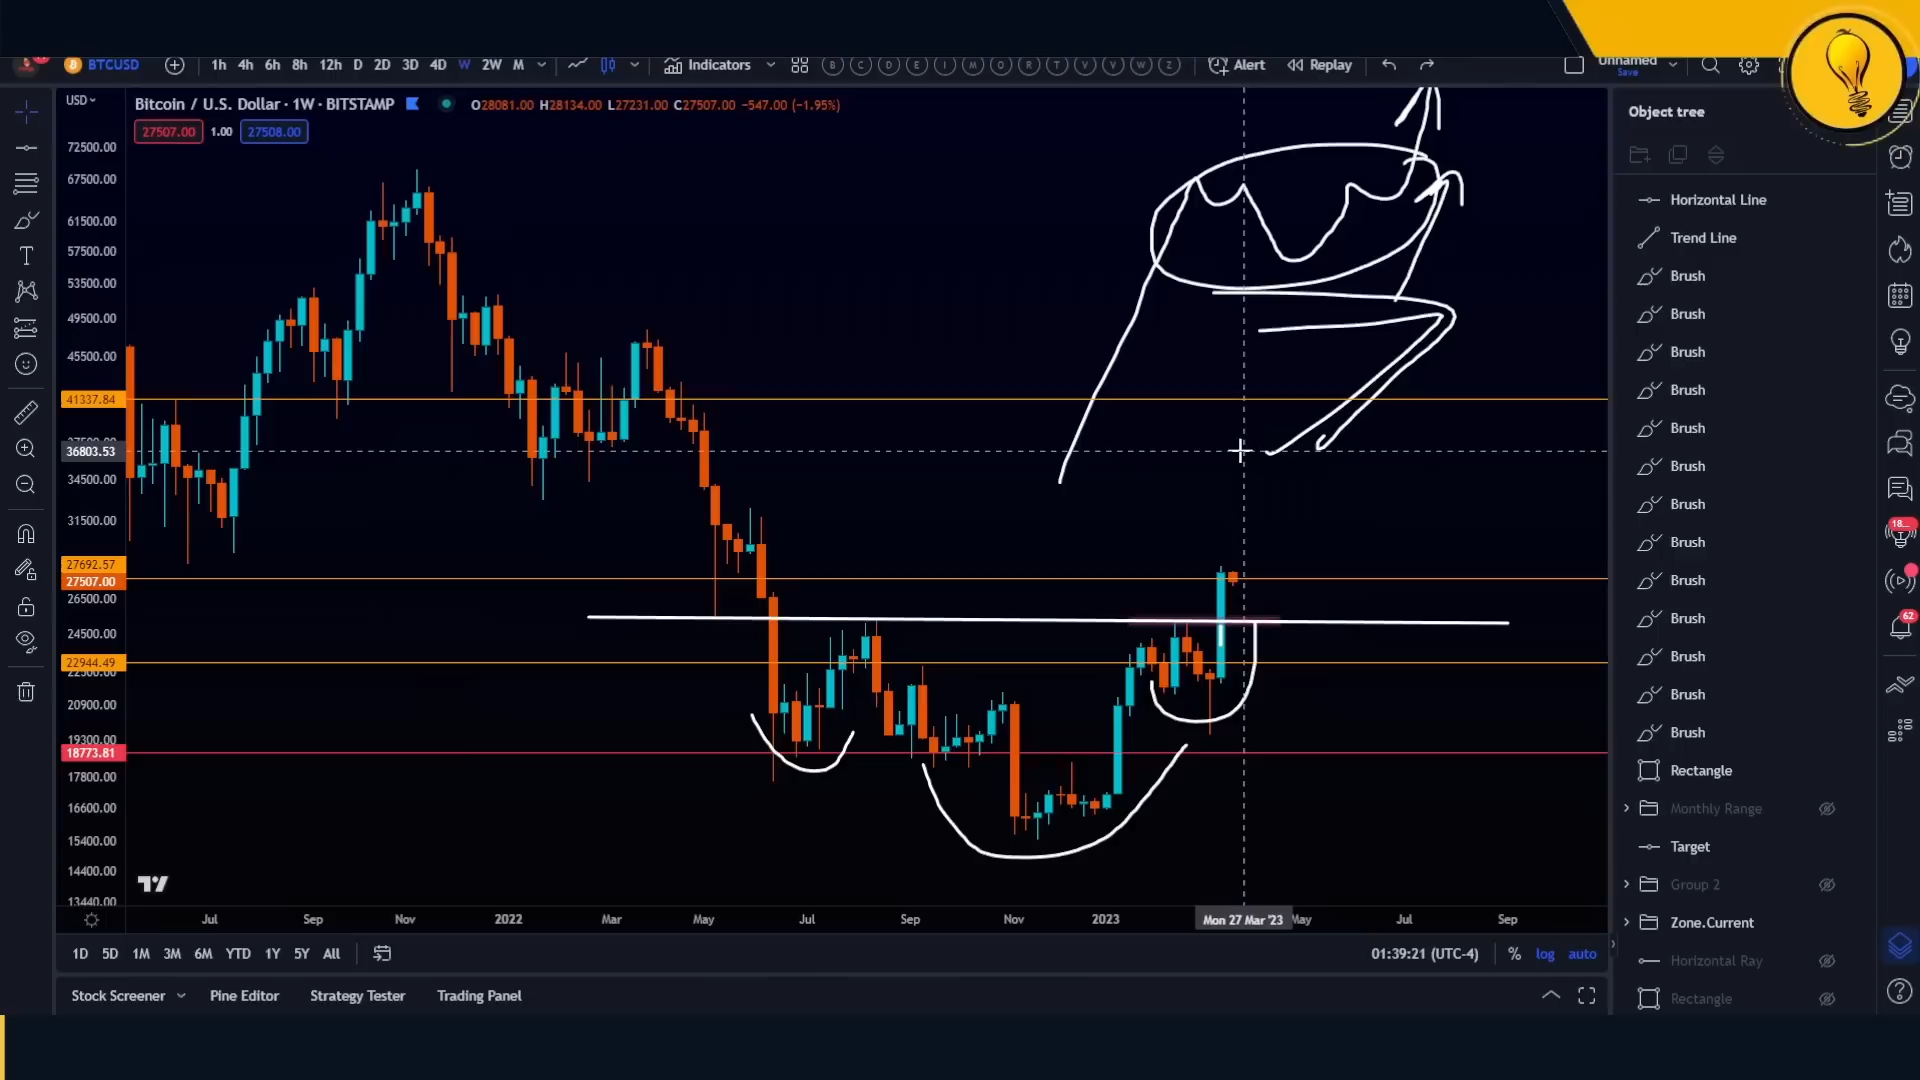 BTCUSD 1h 4h 6h 8h 12h D 2D 3D 4D W 2W M Indicators B C D E I M O R T V V W Z Alert Replay Unnamed
Save
USD Bitcoin / U.S. Dollar · 1W · BITSTAMP O28081.00 H28134.00 L27231.00 C27507.00 −547.00 (−1.95%)
27507.00 1.00 27508.00
72500.00
67500.00
61500.00
57500.00
53500.00
49500.00
45500.00
41337.84
36803.53
34500.00
31500.00
27692.57
27507.00
26500.00
24500.00
22944.49
20900.00
19300.00
18773.81
17800.00
16600.00
15400.00
14400.00
13440.00
Jul Sep Nov 2022 Mar May Jul Sep Nov 2023 Mon 27 Mar '23 May Jul Sep
1D 5D 1M 3M 6M YTD 1Y 5Y All 01:39:21 (UTC-4) % log auto
Stock Screener Pine Editor Strategy Tester Trading Panel
Object tree
Horizontal Line
Trend Line
Brush
Brush
Brush
Brush
Brush
Brush
Brush
Brush
Brush
Brush
Brush
Brush
Brush
Rectangle
Monthly Range
Target
Group 2
Zone.Current
Horizontal Ray
Rectangle
18...
62